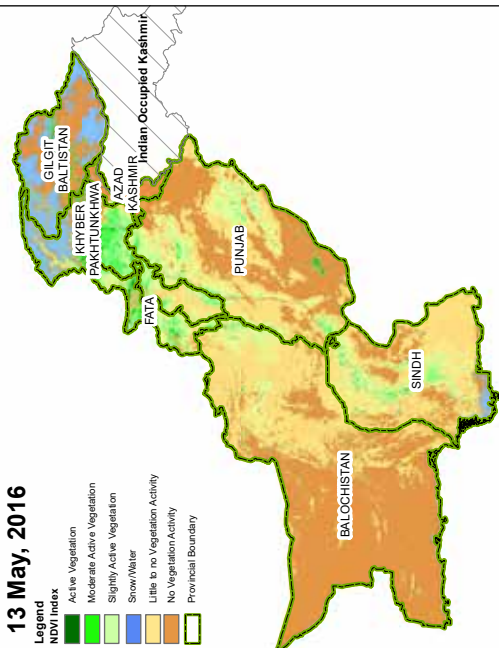 13 May, 2016
Legend
NDVI Index
Active Vegetation
Moderate Active Vegetation
Slightly Active Vegetation
Snow/Water
Little to no Vegetation Activity
No Vegetation Activity
Provincial Boundary
GILGIT
BALTISTAN
KHYBER
PAKHTUNKHWA
AZAD
KASHMIR
Indian Occupied Kashmir
FATA
PUNJAB
BALOCHISTAN
SINDH